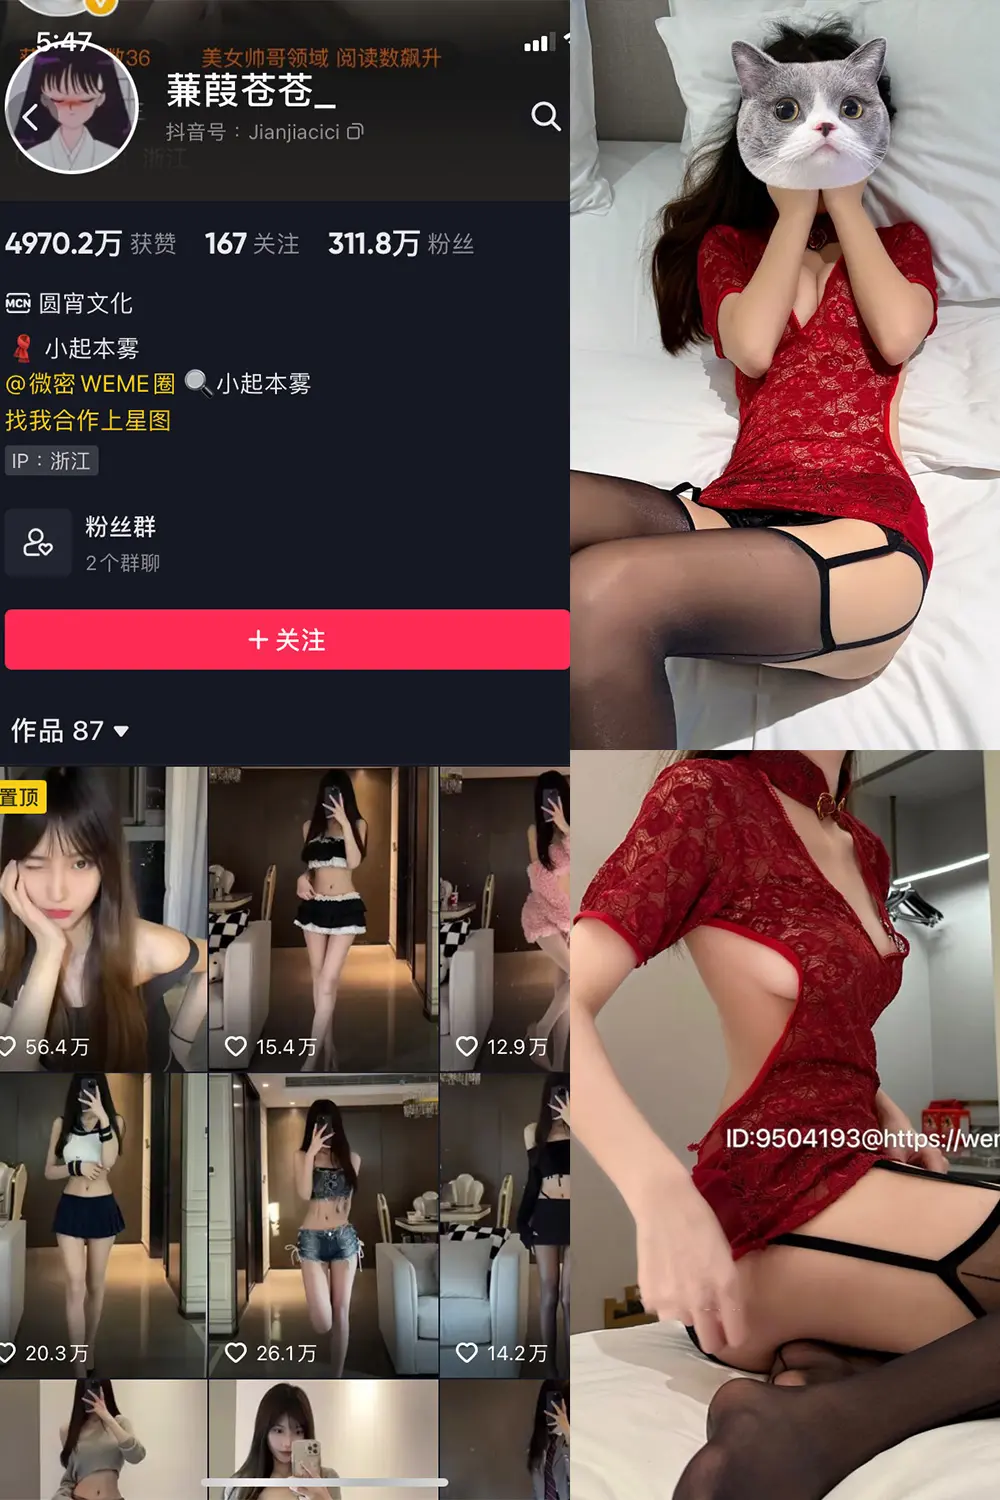 5:47
数36
美女帅哥领域 阅读数飙升
蒹葭苍苍_
抖音号：Jianjiacici
浙江
4970.2万 获赞 167 关注 311.8万 粉丝
MCN 圆宵文化
小起本雾
@微密 WEME圈 小起本雾
找我合作上星图
IP：浙江
粉丝群
2个群聊
+ 关注
作品 87
置顶
56.4万
15.4万
12.9万
20.3万
26.1万
14.2万
ID:9504193@https://wer